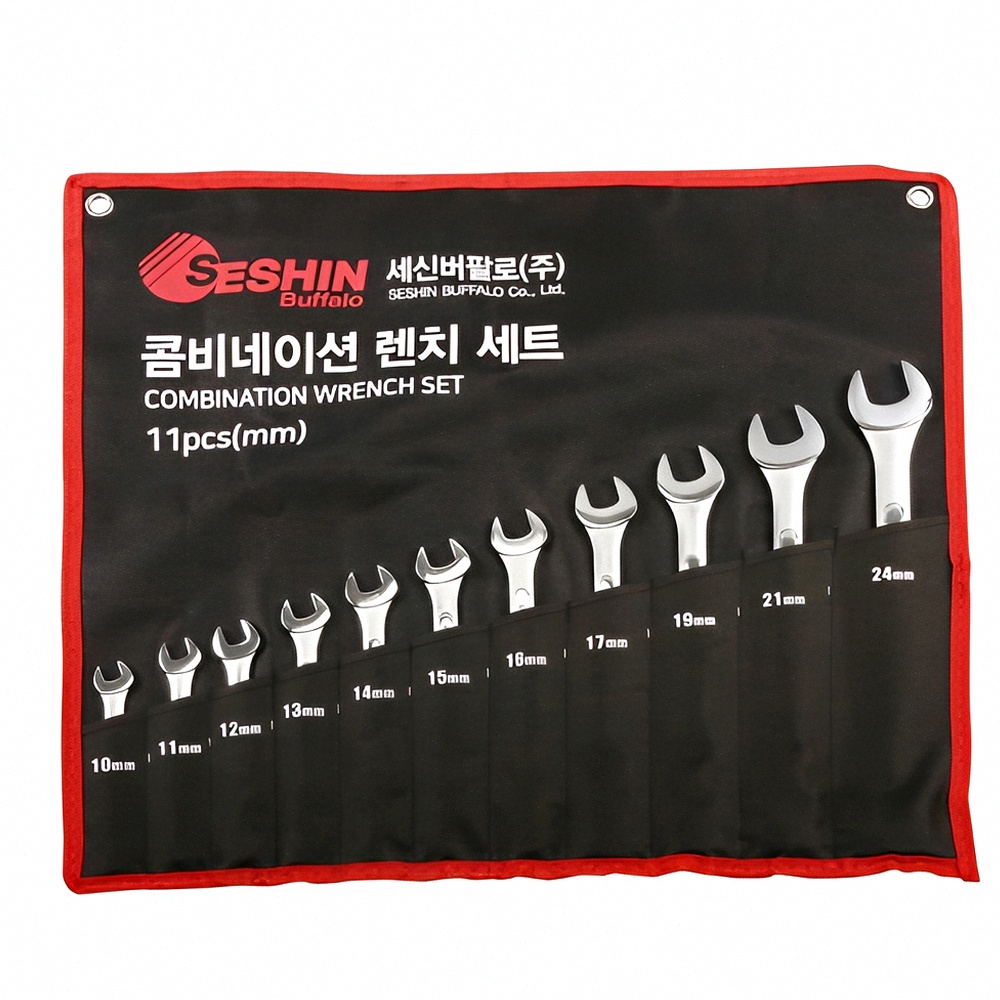 SESHIN
Buffalo
세신버팔로(주)
SESHIN BUFFALO Co., Ltd.
콤비네이션 렌치 세트
COMBINATION WRENCH SET
11pcs(mm)
10mm
11mm
12mm
13mm
14mm
15mm
16mm
17mm
19mm
21mm
24mm